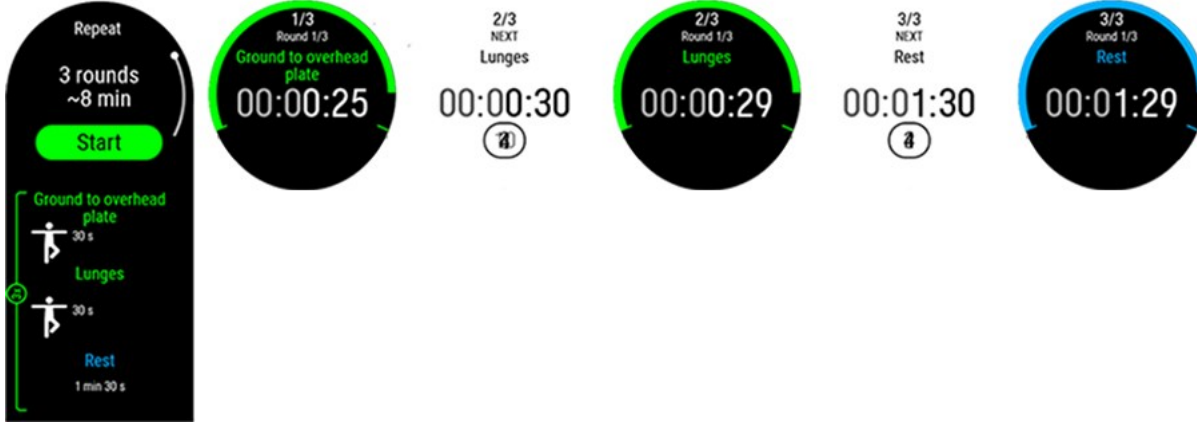 Repeat
3 rounds
~8 min
Start
Ground to overhead
plate
30 s
Lunges
30 s
Rest
1 min 30 s
1/3
Round 1/3
Ground to overhead
plate
00:00:25
2/3
NEXT
Lunges
00:00:30
2/3
Round 1/3
Lunges
00:00:29
3/3
NEXT
Rest
00:01:30
3/3
Round 1/3
Rest
00:01:29